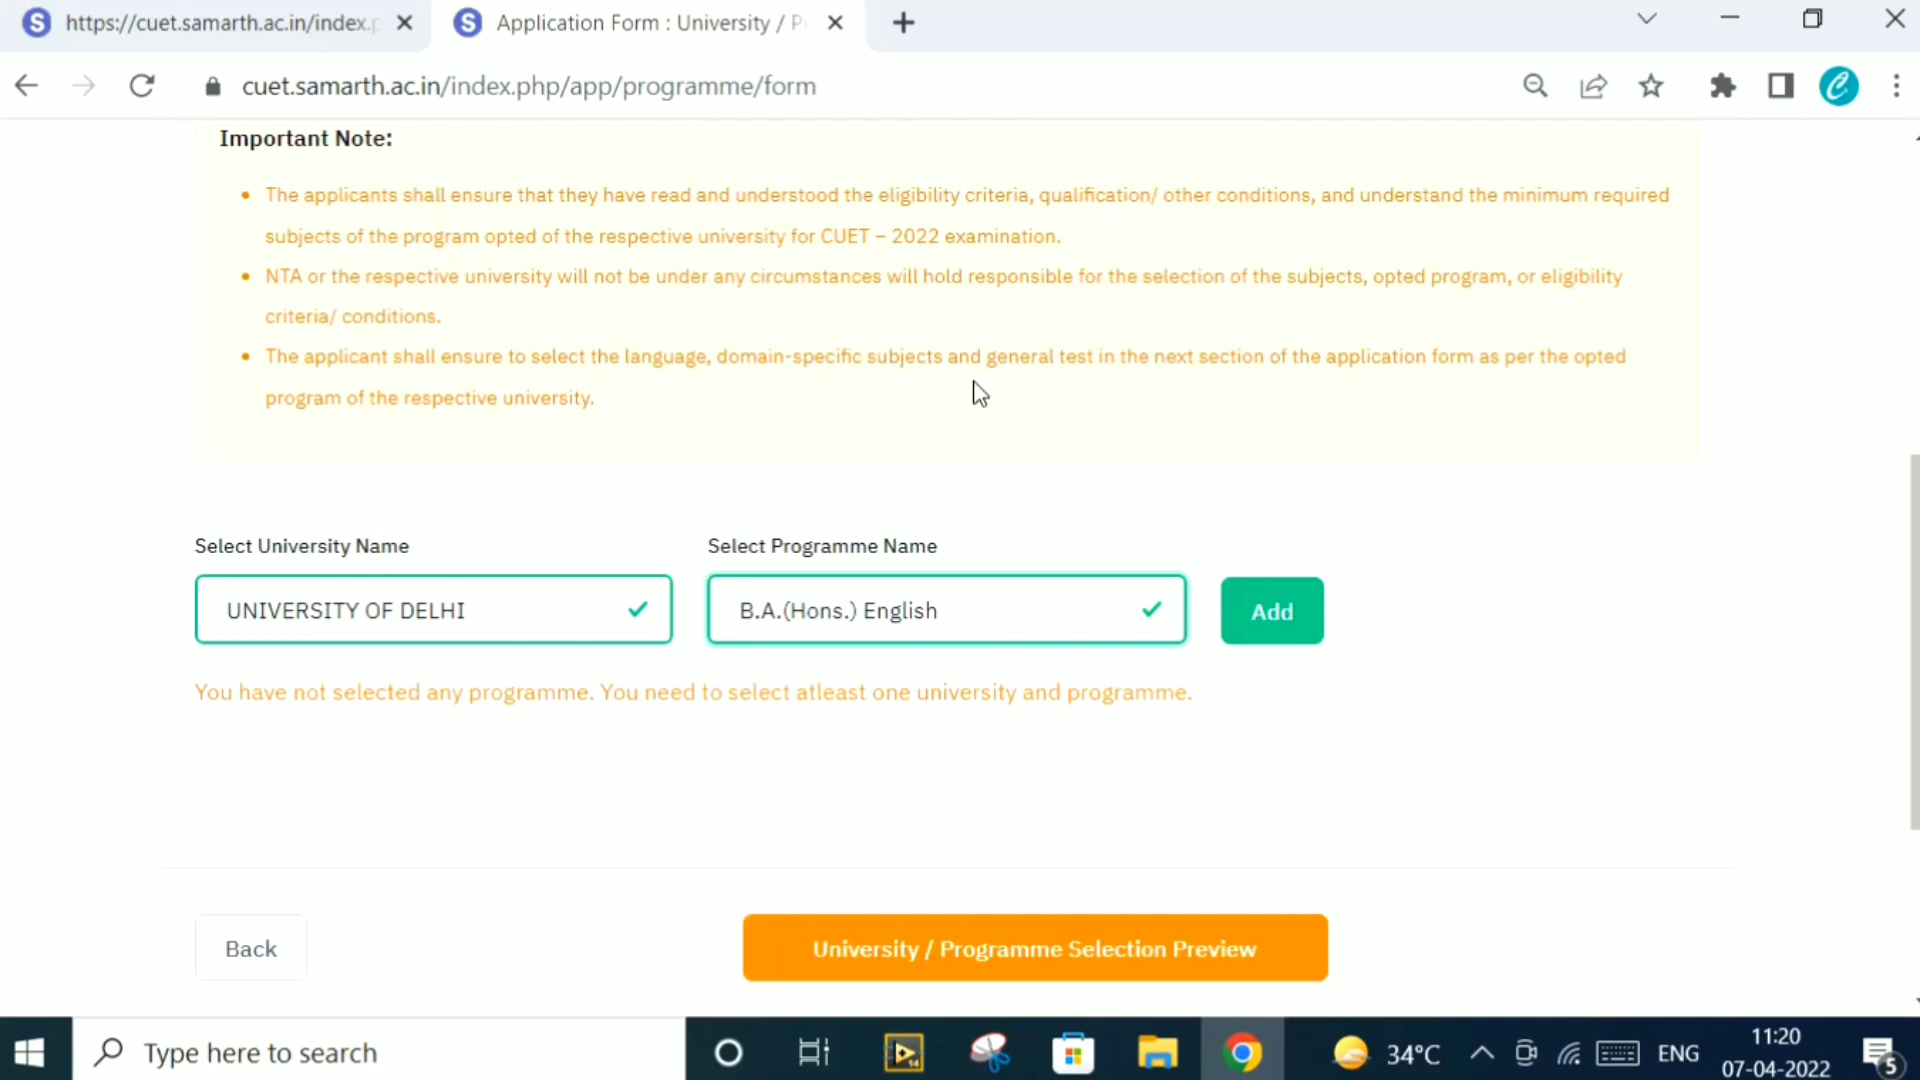 https://cuet.samarth.ac.in/index.p
Application Form : University / P
cuet.samarth.ac.in/index.php/app/programme/form
Important Note:
The applicants shall ensure that they have read and understood the eligibility criteria, qualification/ other conditions, and understand the minimum required
subjects of the program opted of the respective university for CUET – 2022 examination.
NTA or the respective university will not be under any circumstances will hold responsible for the selection of the subjects, opted program, or eligibility
criteria/ conditions.
The applicant shall ensure to select the language, domain-specific subjects and general test in the next section of the application form as per the opted
program of the respective university.
Select University Name Select Programme Name
UNIVERSITY OF DELHI B.A.(Hons.) English Add
You have not selected any programme. You need to select atleast one university and programme.
Back University / Programme Selection Preview
Type here to search 14 34°C ENG 11:20
07-04-2022 5